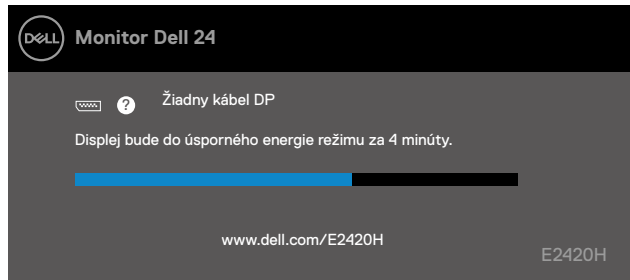 DELL
Monitor Dell 24
? Žiadny kábel DP
Displej bude do úsporného energie režimu za 4 minúty.
www.dell.com/E2420H
E2420H